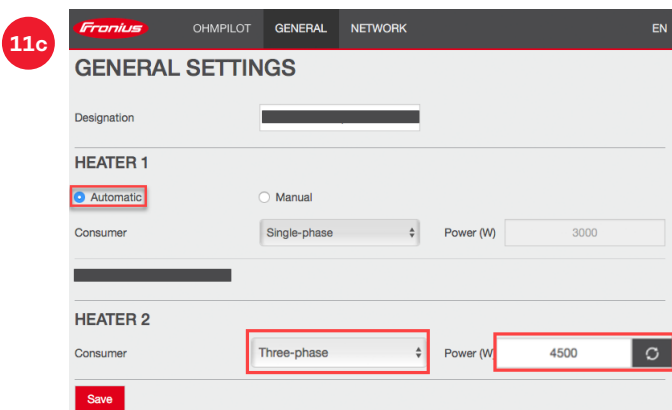 11c
Fronius OHMPILOT GENERAL NETWORK EN
GENERAL SETTINGS
Designation
HEATER 1
Automatic Manual
Consumer Single-phase Power (W) 3000
HEATER 2
Consumer Three-phase Power (W) 4500
Save